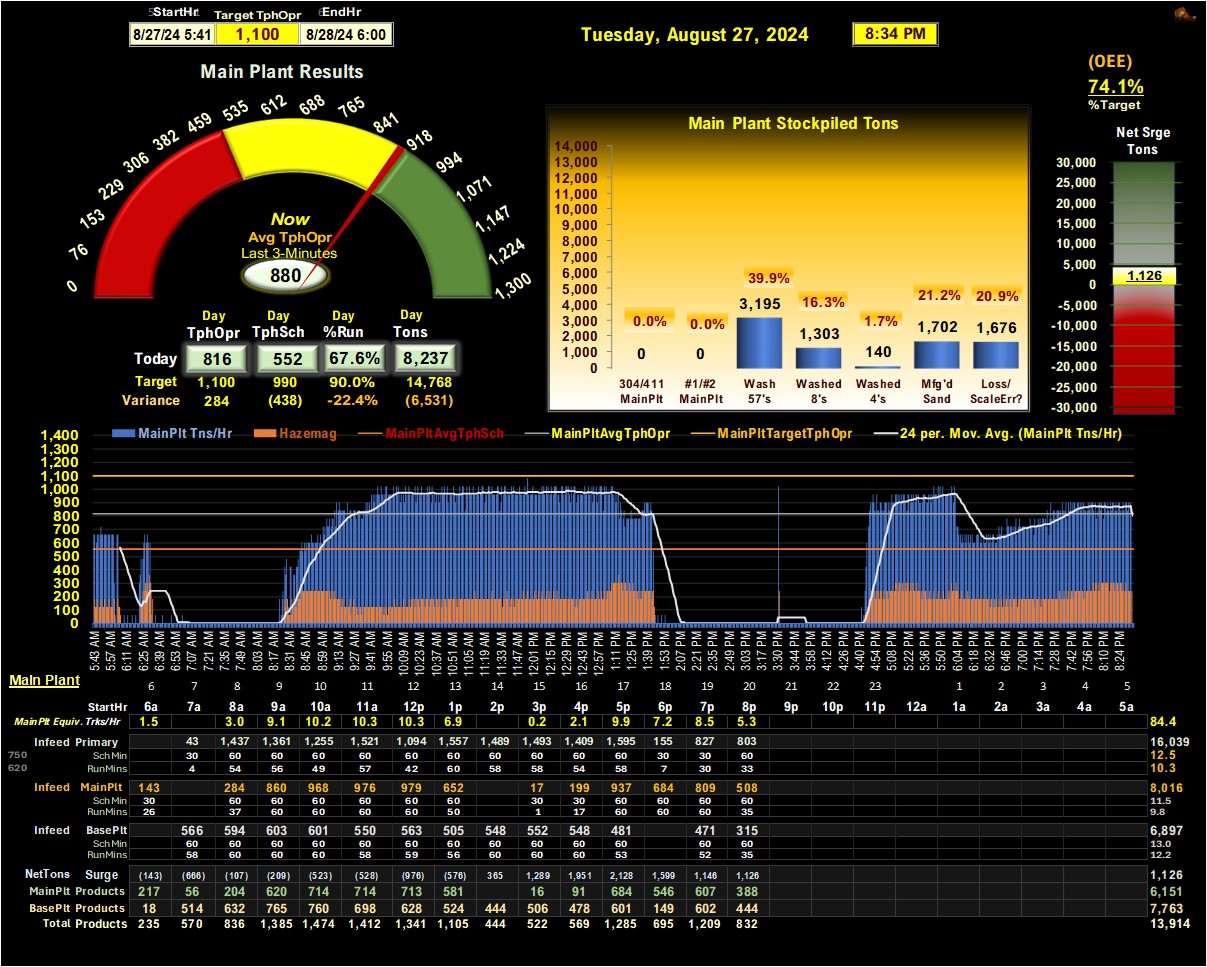 StartHr Target TphOpr EndHr
8/27/24 5:41 1,100 8/28/24 6:00
Tuesday, August 27, 2024 8:34 PM
(OEE)
74.1%
%Target
Main Plant Results
0 76 153 229 306 382 459 535 612 688 765 841 918 994 1,071 1,147 1,224 1,300
Now
Avg TphOpr
Last 3-Minutes
880
Day Day Day Day
TphOpr TphSch %Run Tons
Today 816 552 67.6% 8,237
Target 1,100 990 90.0% 14,768
Variance 284 (438) -22.4% (6,531)
Main Plant Stockpiled Tons
14,000
13,000
12,000
11,000
10,000
9,000
8,000
7,000
6,000
5,000
4,000
3,000
2,000
1,000
0
0.0% 0.0% 39.9% 16.3% 1.7% 21.2% 20.9%
0 0 3,195 1,303 140 1,702 1,676
304/411 #1/#2 Wash Washed Washed Mfg'd Loss/
MainPlt MainPlt 57's 8's 4's Sand ScaleErr?
Net Srge
Tons
30,000
25,000
20,000
15,000
10,000
5,000
1,126
0
-5,000
-10,000
-15,000
-20,000
-25,000
-30,000
MainPlt Tns/Hr Hazemag MainPltAvgTphSch MainPltAvgTphOpr MainPltTargetTphOpr 24 per. Mov. Avg. (MainPlt Tns/Hr)
1,400
1,300
1,200
1,100
1,000
900
800
700
600
500
400
300
200
100
0
5:43 AM 5:57 AM 6:11 AM 6:25 AM 6:39 AM 6:53 AM 7:07 AM 7:21 AM 7:35 AM 7:49 AM 8:03 AM 8:17 AM 8:31 AM 8:45 AM 8:59 AM 9:13 AM 9:27 AM 9:41 AM 9:55 AM 10:09 AM 10:23 AM 10:37 AM 10:51 AM 11:05 AM 11:19 AM 11:33 AM 11:47 AM 12:01 PM 12:15 PM 12:29 PM 12:43 PM 12:57 PM 1:11 PM 1:25 PM 1:39 PM 1:53 PM 2:07 PM 2:21 PM 2:35 PM 2:49 PM 3:03 PM 3:17 PM 3:30 PM 3:58 PM 4:12 PM 4:26 PM 4:40 PM 4:54 PM 5:08 PM 5:22 PM 5:36 PM 5:50 PM 6:04 PM 6:18 PM 6:32 PM 6:46 PM 7:00 PM 7:14 PM 7:28 PM 7:42 PM 7:56 PM 8:10 PM 8:24 PM
Main Plant
6 7 8 9 10 11 12 13 14 15 16 17 18 19 20 21 22 23 1 2 3 4 5
StartHr 6a 7a 8a 9a 10a 11a 12p 1p 2p 3p 4p 5p 6p 7p 8p 9p 10p 11p 12a 1a 2a 3a 4a 5a
MainPlt Equiv. Trks/Hr 1.5 3.0 9.1 10.2 10.3 10.3 6.9 0.2 2.1 9.9 7.2 8.5 5.3 84.4
Infeed Primary 43 1,437 1,361 1,255 1,521 1,094 1,557 1,489 1,493 1,409 1,595 155 827 803 16,039
750 Sch Min 30 60 60 60 60 60 60 60 60 60 60 30 30 60 12.5
620 RunMins 4 54 56 49 57 42 60 58 58 54 58 7 30 33 10.3
Infeed MainPlt 143 284 860 968 976 979 652 17 199 937 684 809 508 8,016
Sch Min 30 60 60 60 60 60 60 30 30 60 60 60 60 11.5
RunMins 26 37 60 60 60 60 50 1 17 60 60 60 35 9.8
Infeed BasePlt 566 594 603 601 550 563 505 548 552 548 481 471 315 6,897
Sch Min 60 60 60 60 60 60 60 60 60 60 60 60 60 13.0
RunMins 58 60 60 60 58 59 56 60 60 60 53 52 35 12.2
NetTons Surge (143) (666) (107) (209) (523) (528) (976) (576) 365 1,289 1,951 2,128 1,599 1,146 1,126 1,126
MainPlt Products 217 56 204 620 714 714 713 581 16 91 684 546 607 388 6,151
BasePlt Products 18 514 632 765 760 698 628 524 444 506 478 601 149 602 444 7,763
Total Products 235 570 836 1,385 1,474 1,412 1,341 1,105 444 522 569 1,285 695 1,209 832 13,914